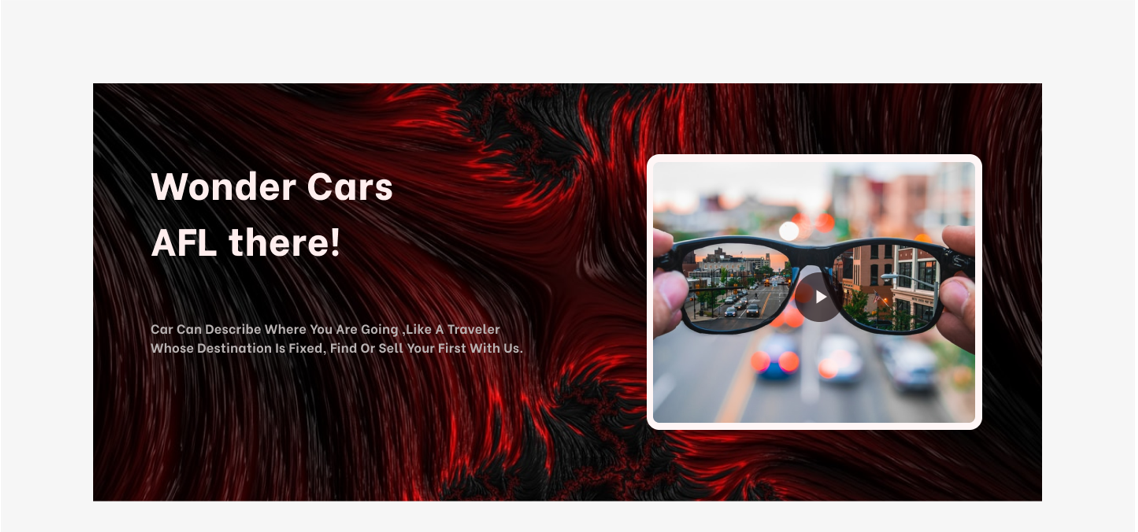 Wonder Cars
AFL there!
Car Can Describe Where You Are Going ,Like A Traveler
Whose Destination Is Fixed, Find Or Sell Your First With Us.